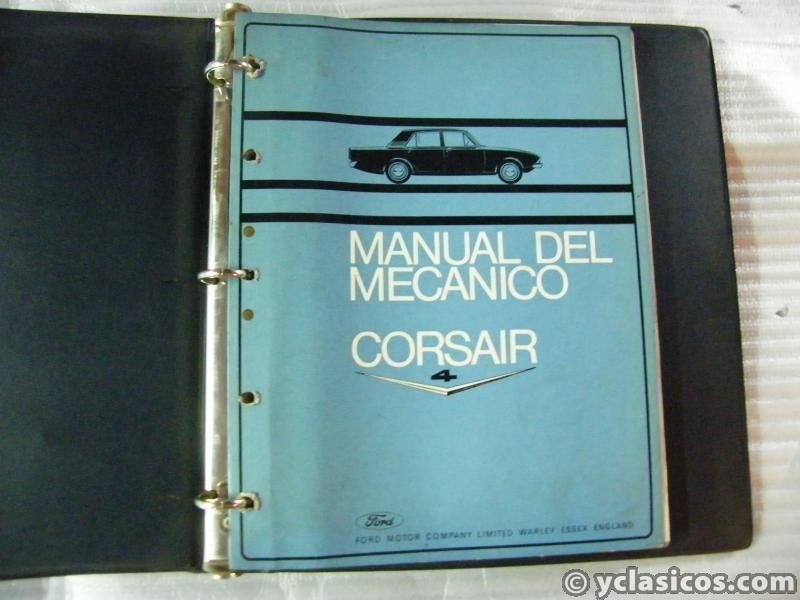 MANUAL DEL
MECANICO
CORSAIR
4
Ford
FORD MOTOR COMPANY LIMITED WARLEY ESSEX ENGLAND
© yclasicos.com